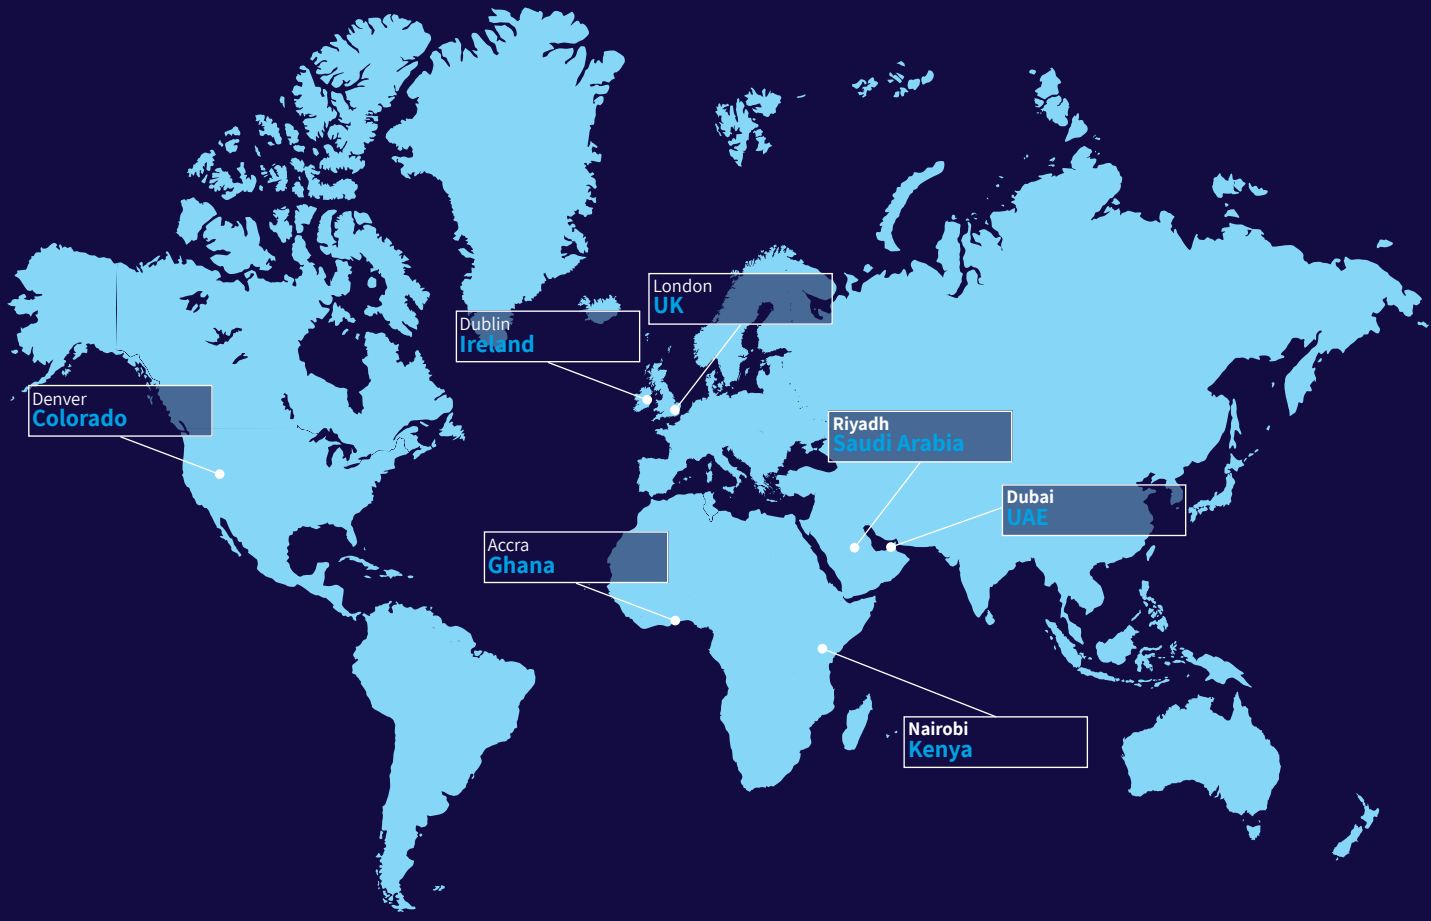 London
UK
Dublin
Ireland
Denver
Colorado
Riyadh
Saudi Arabia
Dubai
UAE
Accra
Ghana
Nairobi
Kenya